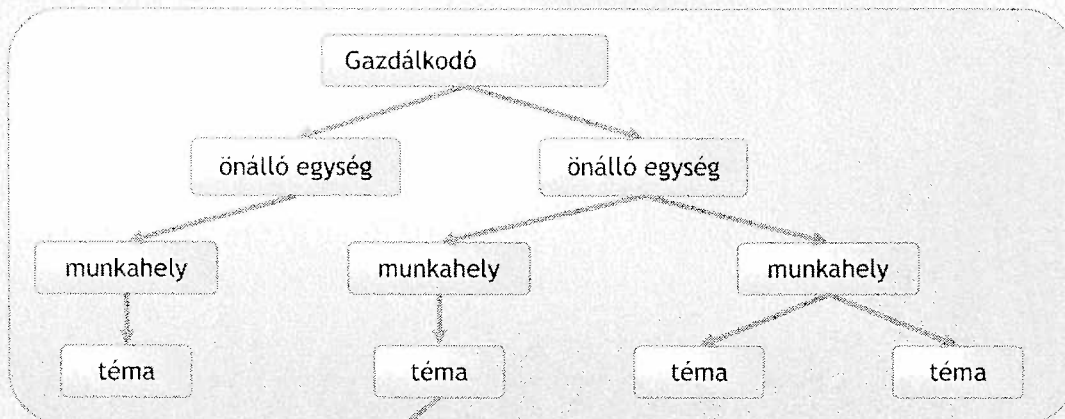 Gazdálkodó
önálló egység
önálló egység
munkahely
munkahely
munkahely
téma
téma
téma
téma